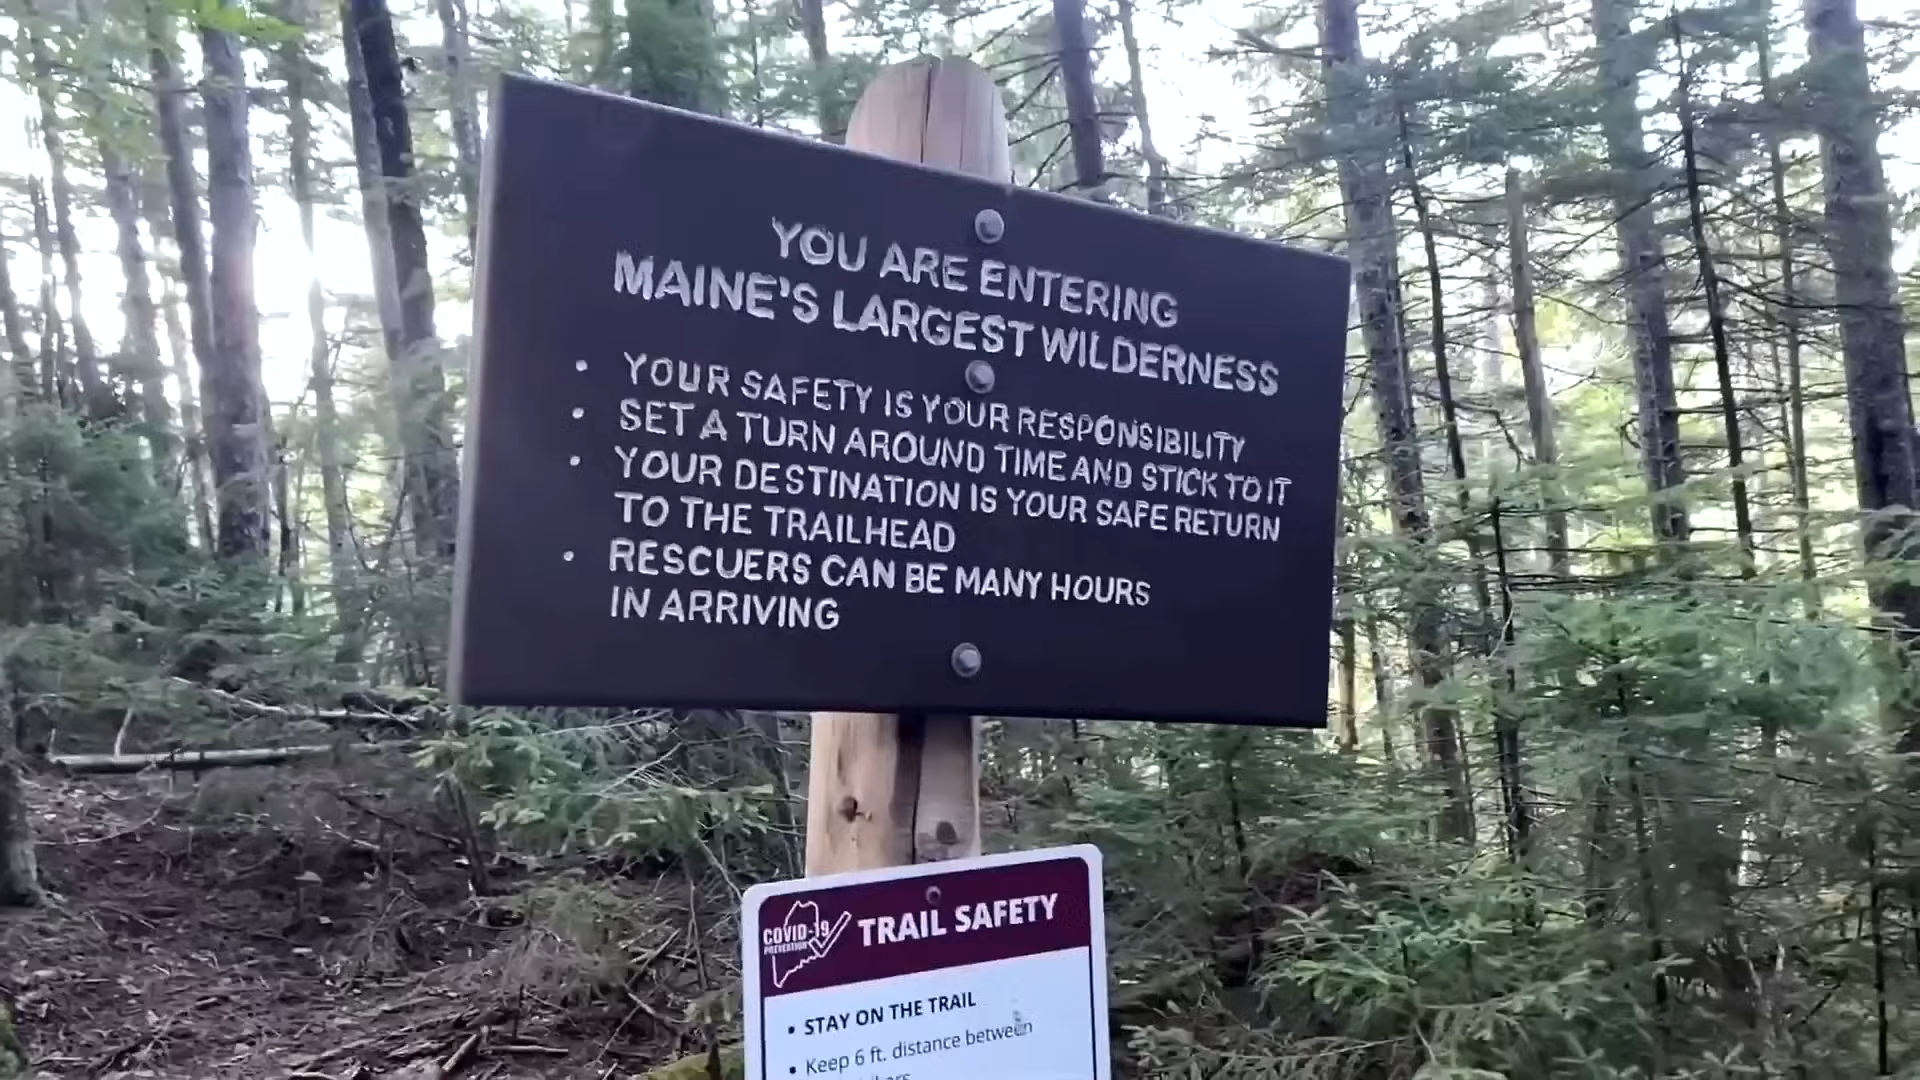 YOU ARE ENTERING
MAINE'S LARGEST WILDERNESS
• YOUR SAFETY IS YOUR RESPONSIBILITY
• SET A TURN AROUND TIME AND STICK TO IT
• YOUR DESTINATION IS YOUR SAFE RETURN
TO THE TRAILHEAD
• RESCUERS CAN BE MANY HOURS
IN ARRIVING
COVID-19
PREVENTION
TRAIL SAFETY
• STAY ON THE TRAIL
• Keep 6 ft. distance between